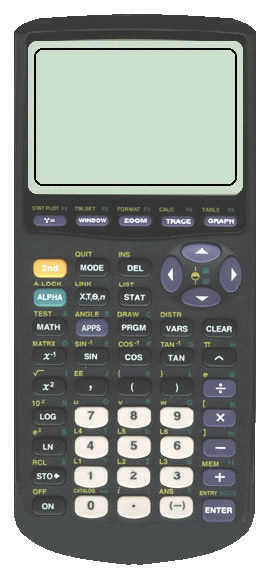 STAT PLOT F1 TBLSET F2 FORMAT F3 CALC F4 TABLE F5
Y= WINDOW ZOOM TRACE GRAPH
QUIT INS
2nd MODE DEL
A-LOCK LINK LIST
ALPHA X,T,Θ,n STAT
TEST A ANGLE B DRAW C DISTR
MATH APPS PRGM VARS CLEAR
MATRX D SIN⁻¹ E COS⁻¹ F TAN⁻¹ G π H
x⁻¹ SIN COS TAN ^
√ EE J { K } L e M
x² , ( ) ÷
10ˣ N u O v P w Q [ R
LOG 7 8 9 ×
eˣ S L4 T L5 U L6 V ] W
LN 4 5 6 −
RCL X L1 Y L2 Z L3 θ MEM "
STO▸ 1 2 3 +
OFF CATALOG i ANS ENTRY
ON 0 . (−) ENTER